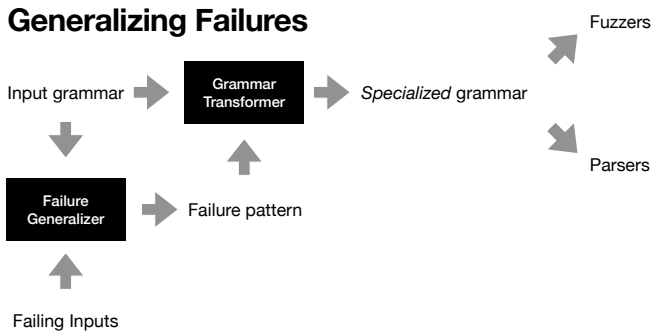 Generalizing Failures
Fuzzers
Input grammar
Grammar
Transformer
Specialized grammar
Parsers
Failure
Generalizer
Failure pattern
Failing Inputs